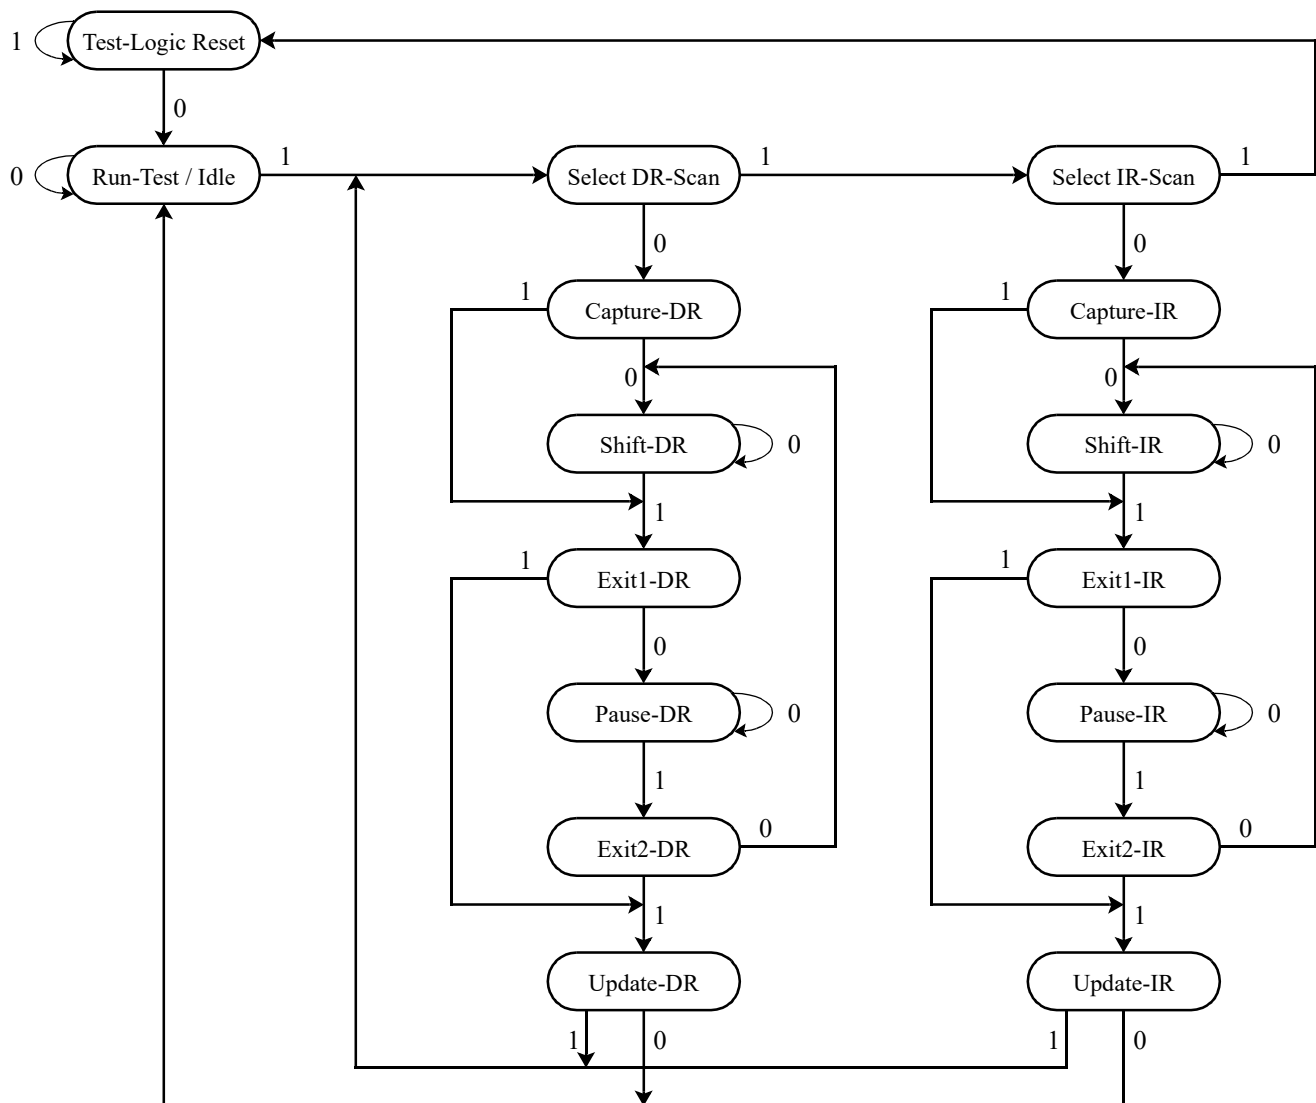 1
Test-Logic Reset
0
0
Run-Test / Idle
1
Select DR-Scan
1
Select IR-Scan
1
0
0
1
Capture-DR
1
Capture-IR
0
0
Shift-DR
0
Shift-IR
0
1
1
1
Exit1-DR
1
Exit1-IR
0
0
Pause-DR
0
Pause-IR
0
1
1
Exit2-DR
0
Exit2-IR
0
1
1
Update-DR
Update-IR
1
0
1
0